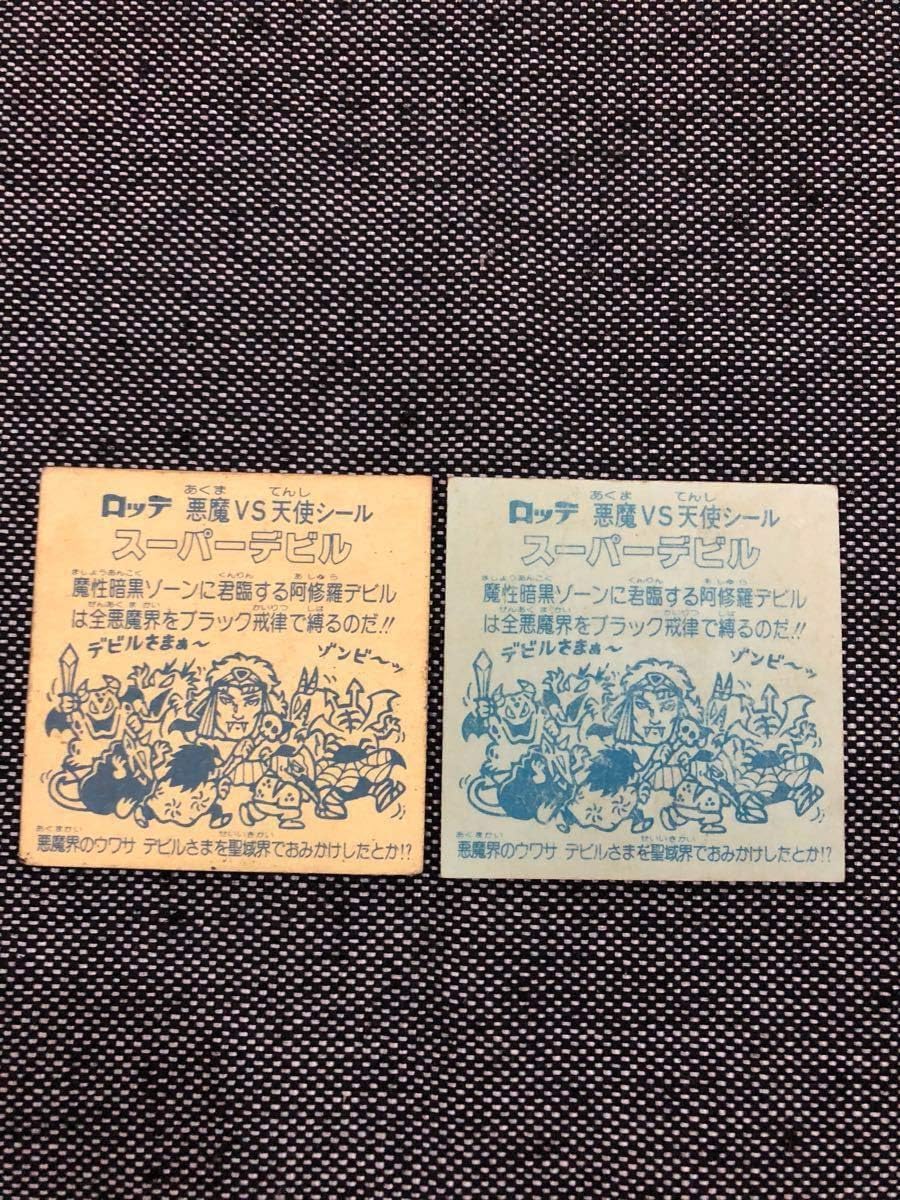 ロッテ 悪魔VS天使シール
あくま てんし
スーパーデビル
ましょうあんこく くんりん あしゅら
魔性暗黒ゾーンに君臨する阿修羅デビル
ぜんあくまかい かいりつ しば
は全悪魔界をブラック戒律で縛るのだ!!
デビルさまぁ〜 ゾンビ〜ッ
あくまかい せいいきかい
悪魔界のウワサ デビルさまを聖域界でおみかけしたとか!?
ロッテ 悪魔VS天使シール
あくま てんし
スーパーデビル
ましょうあんこく くんりん あしゅら
魔性暗黒ゾーンに君臨する阿修羅デビル
ぜんあくまかい かいりつ しば
は全悪魔界をブラック戒律で縛るのだ!!
デビルさまぁ〜 ゾンビ〜ッ
あくまかい せいいきかい
悪魔界のウワサ デビルさまを聖域界でおみかけしたとか!?